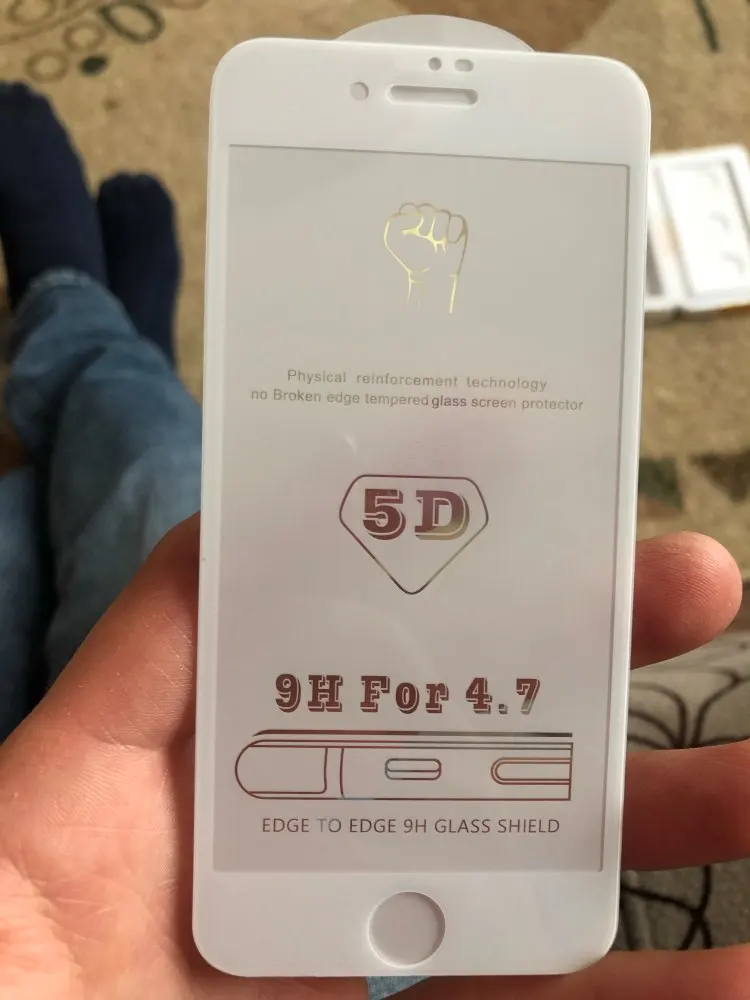 Physical reinforcement technology
no Broken edge tempered glass screen protector
5D
9H For 4.7
EDGE TO EDGE 9H GLASS SHIELD